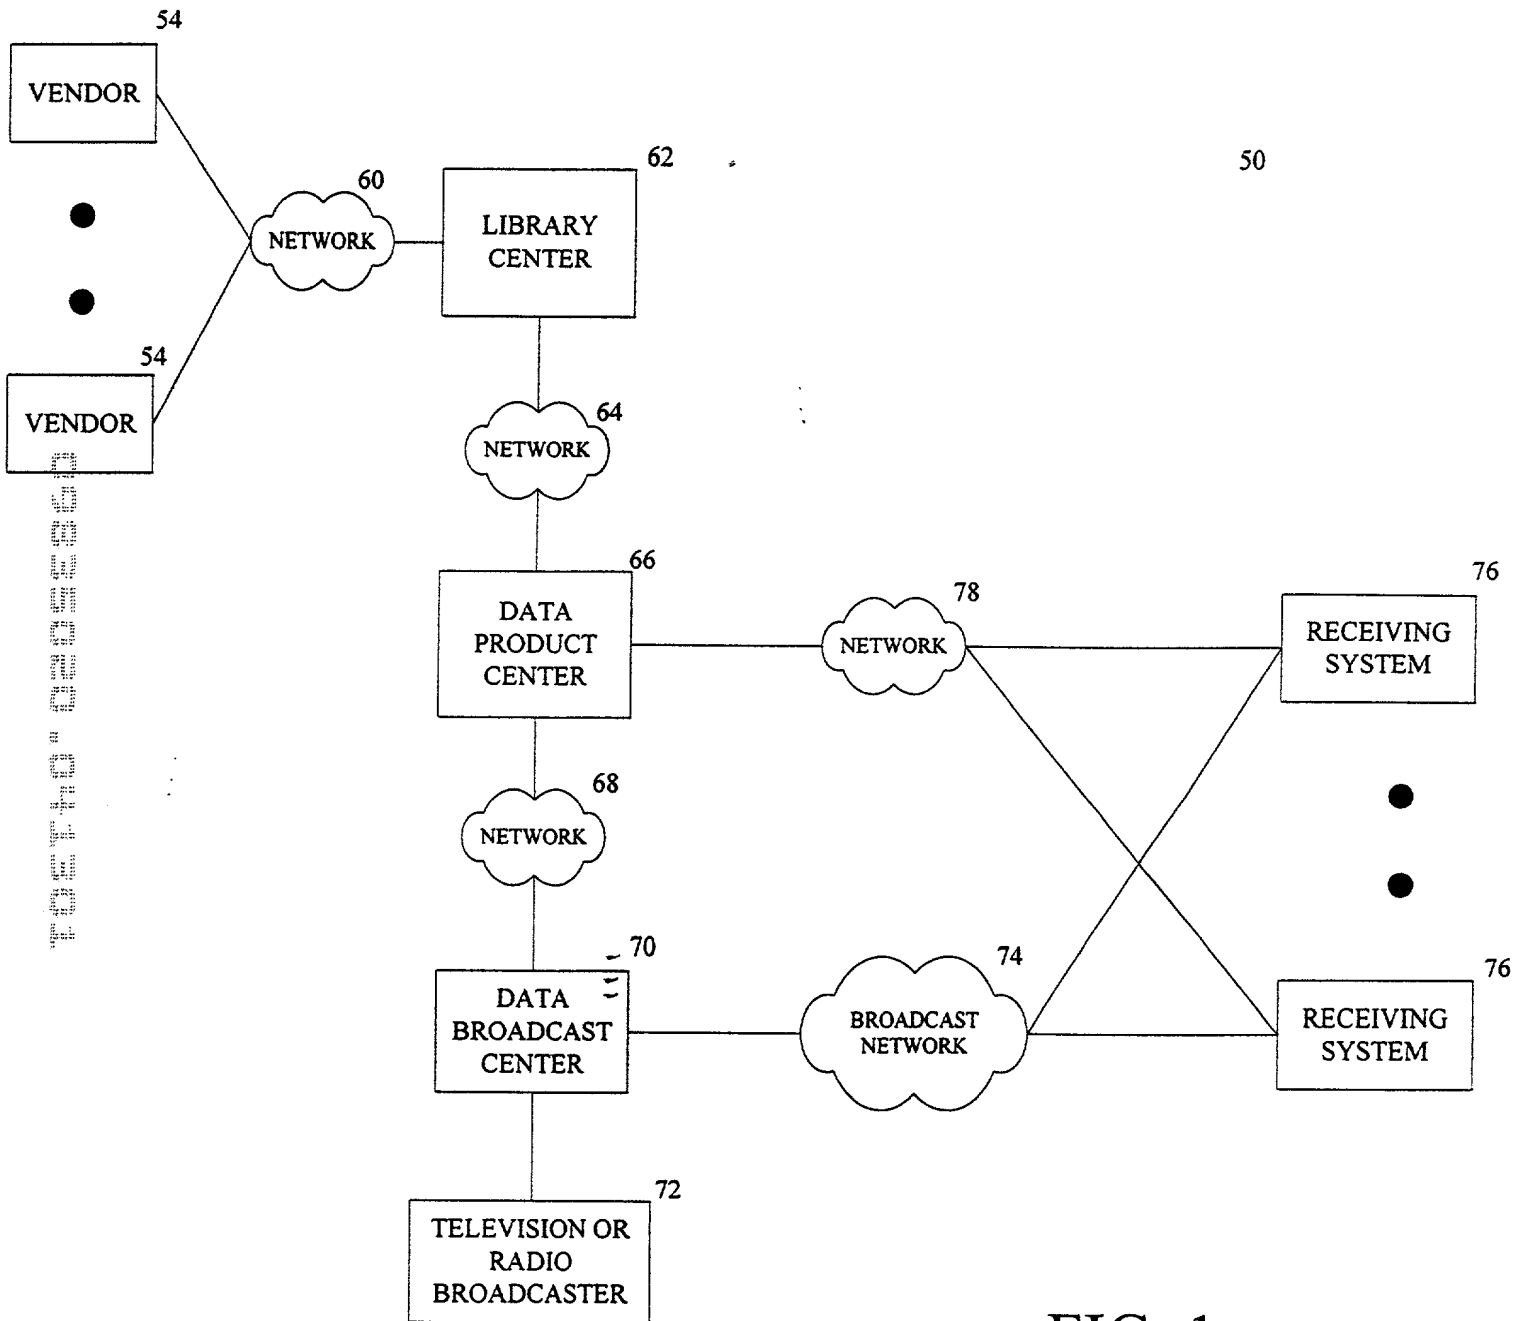 54
VENDOR
62
50
60
NETWORK
LIBRARY
CENTER
54
VENDOR
64
NETWORK
66
DATA
PRODUCT
CENTER
78
NETWORK
76
RECEIVING
SYSTEM
68
NETWORK
70
DATA
BROADCAST
CENTER
74
BROADCAST
NETWORK
76
RECEIVING
SYSTEM
72
TELEVISION OR
RADIO
BROADCASTER
09835020.041301